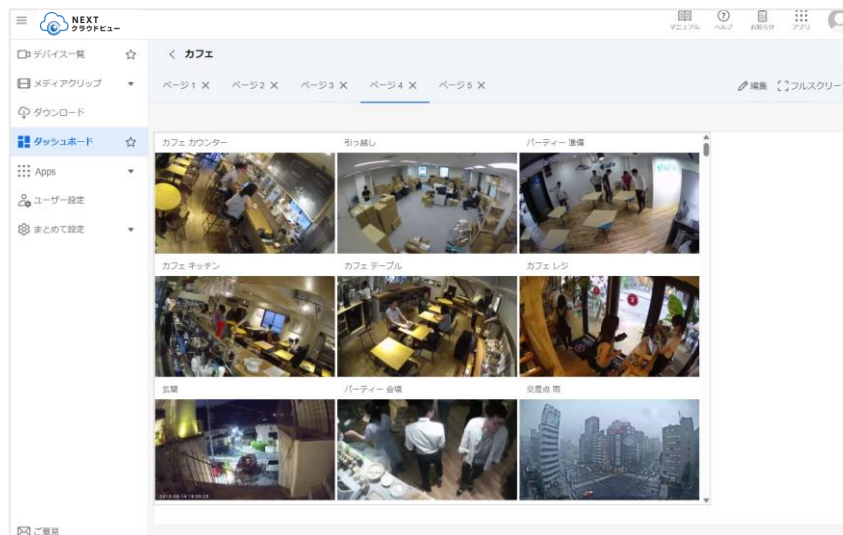 NEXT
クラウドビュー
マニュアル ヘルプ お知らせ アプリ
デバイス一覧
メディアクリップ
ダウンロード
ダッシュボード
Apps
ユーザー設定
まとめて設定
ご意見
カフェ
ページ1 ページ2 ページ3 ページ4 ページ5
編集 フルスクリー
カフェ カウンター 引っ越し パーティー 準備
カフェ キッチン カフェ テーブル カフェ レジ
玄関 パーティー 会場 交差点 雨